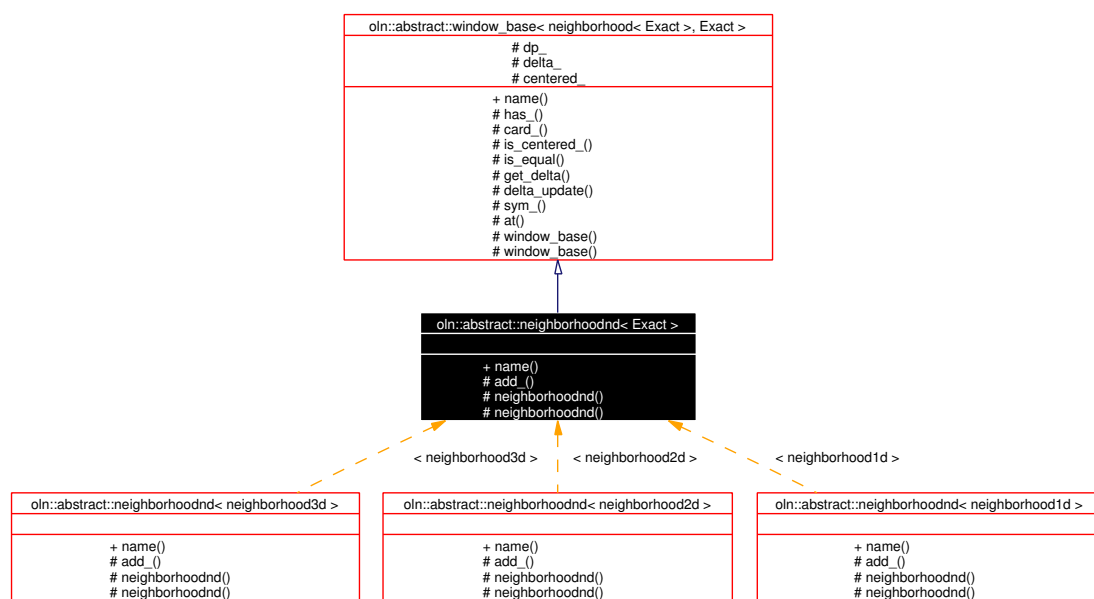 oln::abstract::window_base< neighborhood< Exact >, Exact >
# dp_
# delta_
# centered_
+ name()
# has_()
# card_()
# is_centered_()
# is_equal()
# get_delta()
# delta_update()
# sym_()
# at()
# window_base()
# window_base()
oln::abstract::neighborhoodnd< Exact >
+ name()
# add_()
# neighborhoodnd()
# neighborhoodnd()
< neighborhood3d >
< neighborhood2d >
< neighborhood1d >
oln::abstract::neighborhoodnd< neighborhood3d >
+ name()
# add_()
# neighborhoodnd()
# neighborhoodnd()
oln::abstract::neighborhoodnd< neighborhood2d >
+ name()
# add_()
# neighborhoodnd()
# neighborhoodnd()
oln::abstract::neighborhoodnd< neighborhood1d >
+ name()
# add_()
# neighborhoodnd()
# neighborhoodnd()